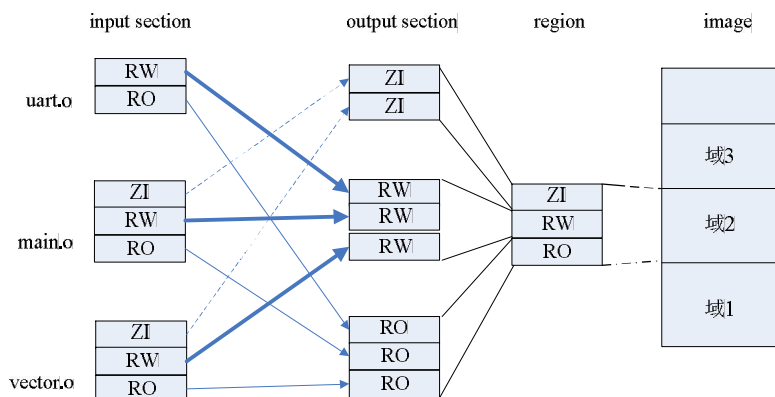 input section
output section
region
image
uart.o
RW
RO
main.o
ZI
RW
RO
vector.o
ZI
RW
RO
ZI
ZI
RW
RW
RW
RO
RO
RO
ZI
RW
RO
域3
域2
域1